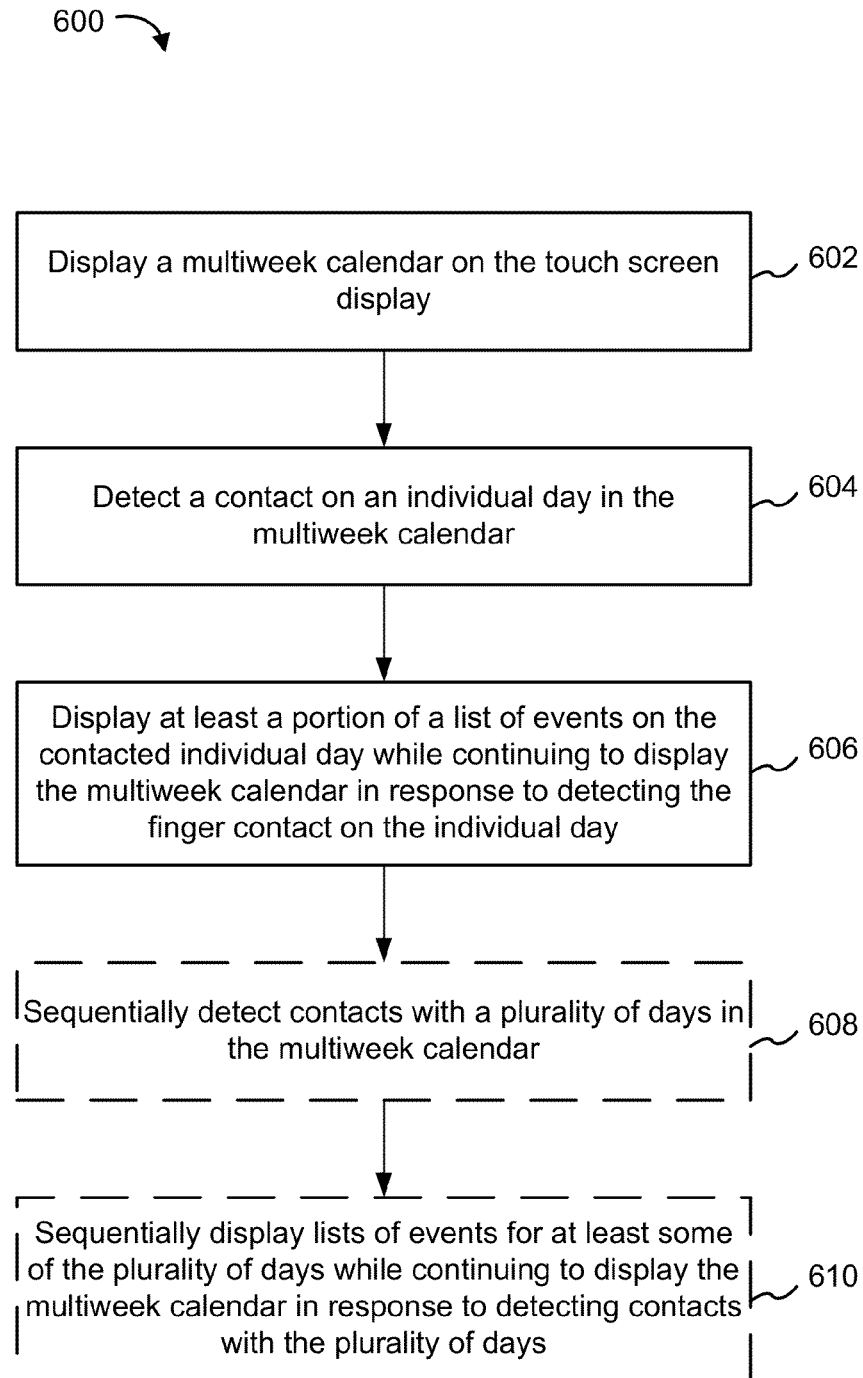 600
Display a multiweek calendar on the touch screen
display
602
Detect a contact on an individual day in the
multiweek calendar
604
Display at least a portion of a list of events on the
contacted individual day while continuing to display
the multiweek calendar in response to detecting the
finger contact on the individual day
606
Sequentially detect contacts with a plurality of days in
the multiweek calendar
608
Sequentially display lists of events for at least some
of the plurality of days while continuing to display the
multiweek calendar in response to detecting contacts
with the plurality of days
610